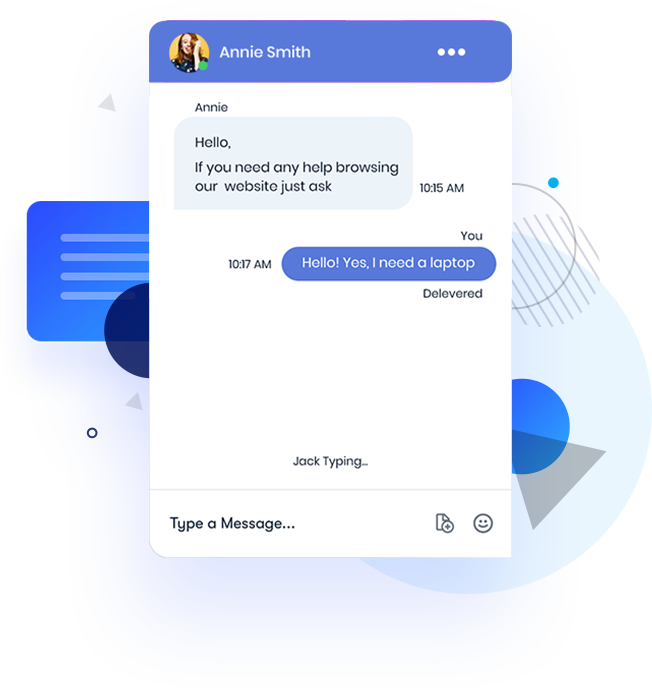 Annie Smith
Annie
Hello,
If you need any help browsing
our website just ask
10:15 AM
You
10:17 AM
Hello! Yes, I need a laptop
Delevered
Jack Typing...
Type a Message...